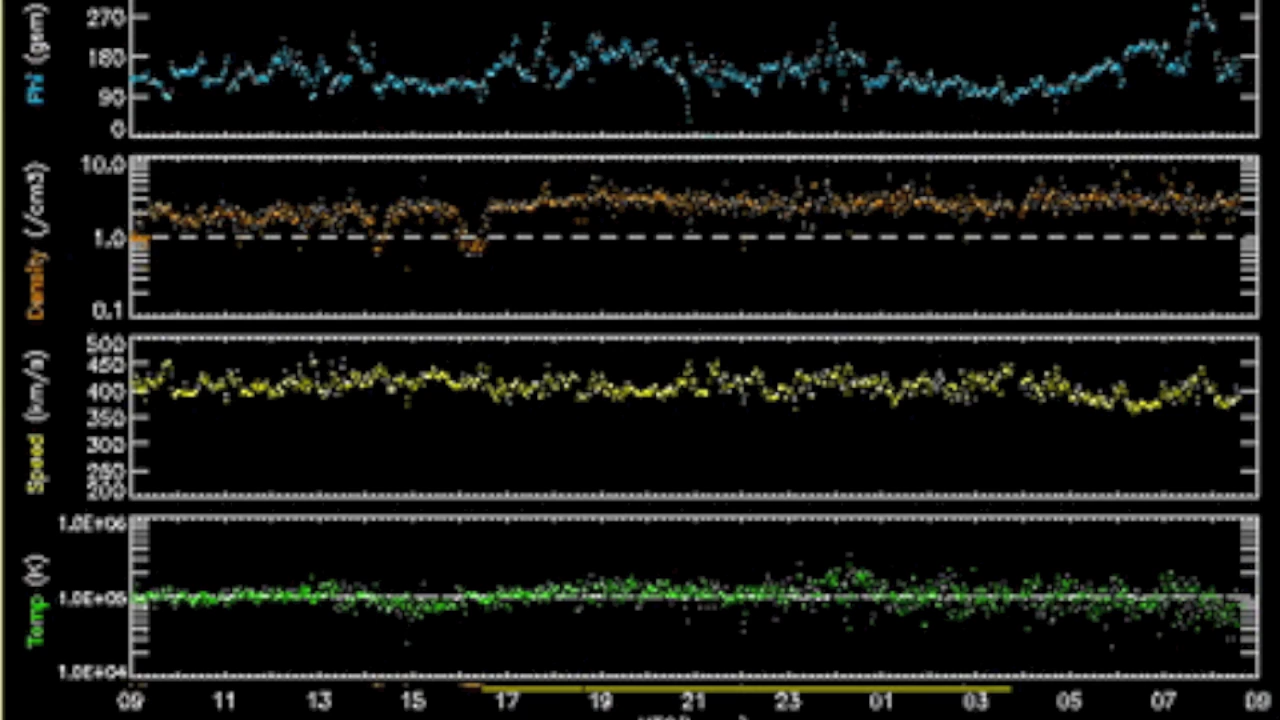 Phi (gsm)
270
180
90
0
Density (/cm3)
10.0
1.0
0.1
Speed (km/s)
500
450
400
350
300
250
200
Temp (K)
1.0E+06
1.0E+05
1.0E+04
09 11 13 15 17 19 21 23 01 03 05 07 09